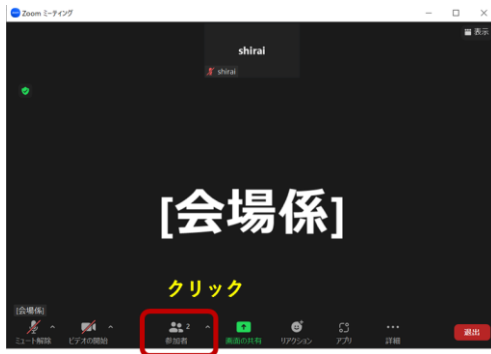 Zoom ミーティング
表示
shirai
shirai
[会場係]
クリック
[会場係]
ミュート解除 ビデオの開始 参加者 2 画面の共有 リアクション アプリ 詳細 退出